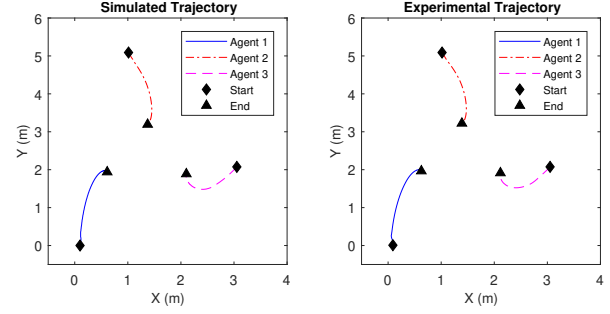 Simulated Trajectory
6
5
4
3
2
1
0
Y (m)
Agent 1
Agent 2
Agent 3
Start
End
0 1 2 3 4
X (m)
Experimental Trajectory
6
5
4
3
2
1
0
Y (m)
Agent 1
Agent 2
Agent 3
Start
End
0 1 2 3 4
X (m)